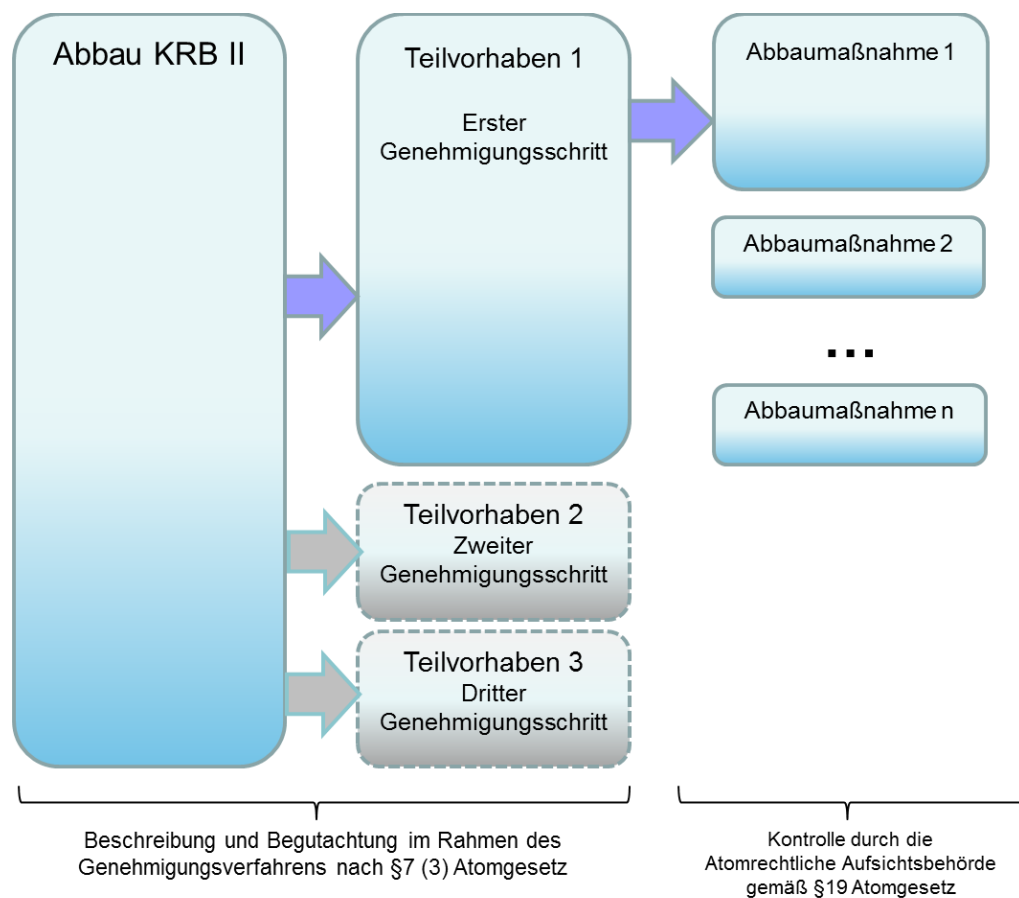 Abbau KRB II
Teilvorhaben 1
Erster
Genehmigungsschritt
Abbaumaßnahme 1
Abbaumaßnahme 2
...
Abbaumaßnahme n
Teilvorhaben 2
Zweiter
Genehmigungsschritt
Teilvorhaben 3
Dritter
Genehmigungsschritt
Beschreibung und Begutachtung im Rahmen des
Genehmigungsverfahrens nach §7 (3) Atomgesetz
Kontrolle durch die
Atomrechtliche Aufsichtsbehörde
gemäß §19 Atomgesetz